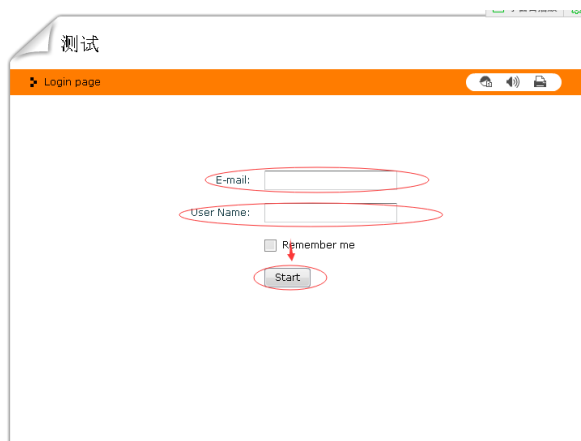 测试
Login page
E-mail:
User Name:
Remember me
Start